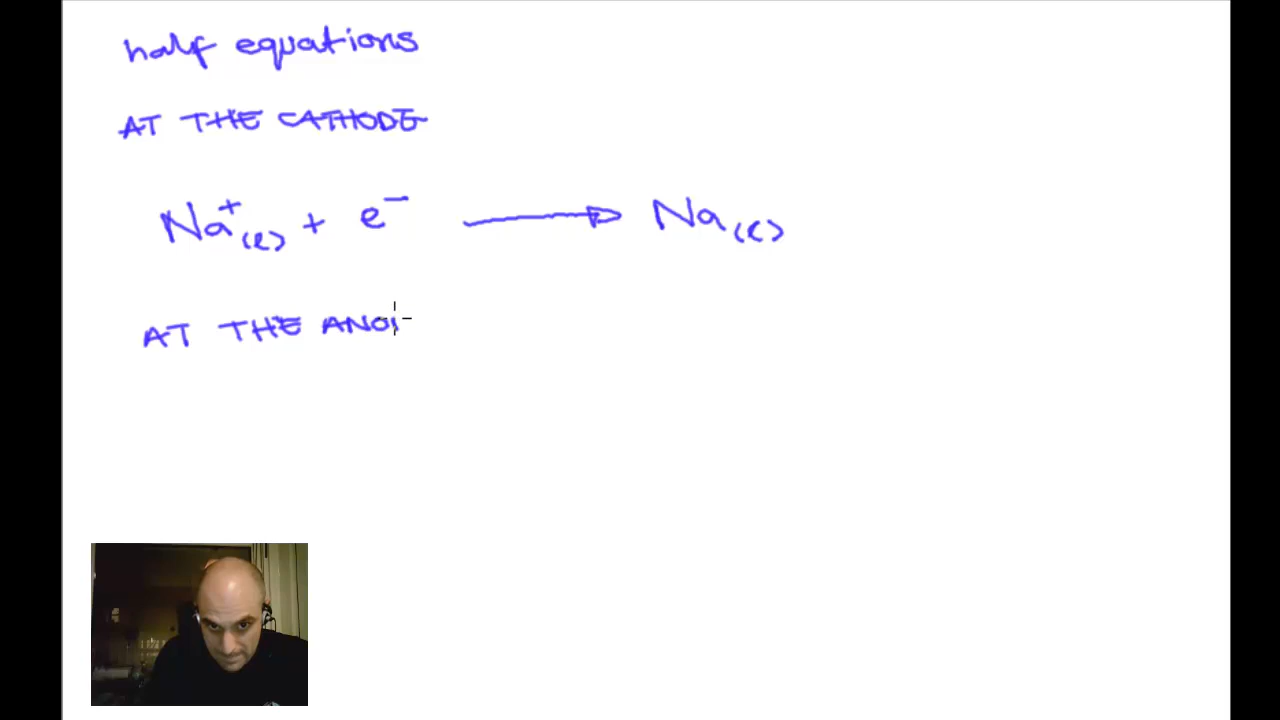 half equations
AT THE CATHODE
Na⁺(l) + e⁻ → Na(l)
AT THE ANO